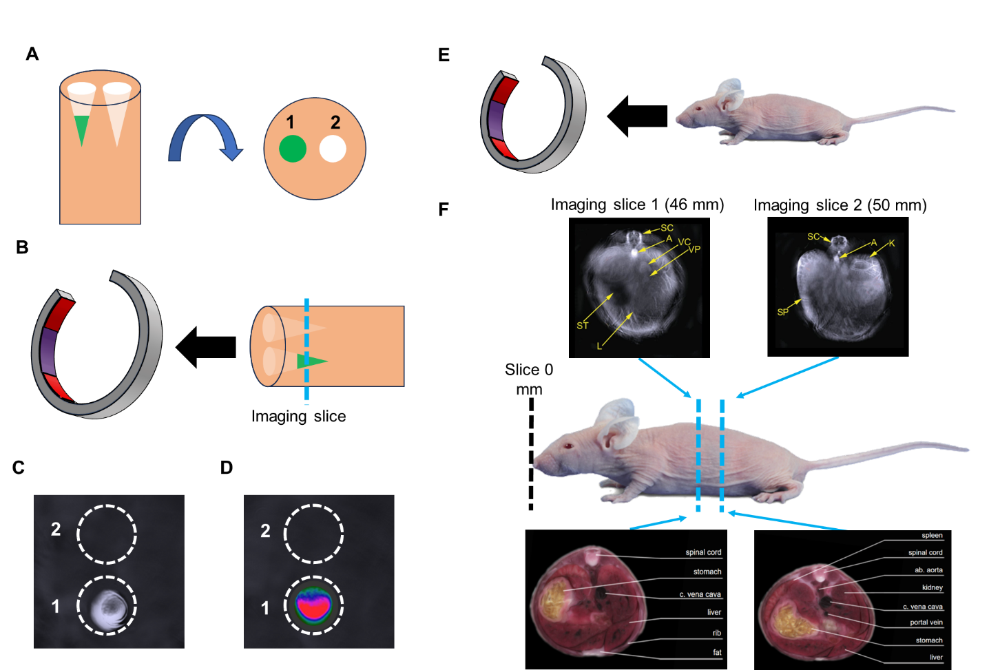 A
1 2
B
Imaging slice
C
2
1
D
2
1
E
F
Imaging slice 1 (46 mm)
SC
A
VC
VP
ST
L
Imaging slice 2 (50 mm)
SC
A
K
SP
Slice 0
mm
spinal cord
stomach
c. vena cava
liver
rib
fat
spleen
spinal cord
ab. aorta
kidney
c. vena cava
portal vein
stomach
liver